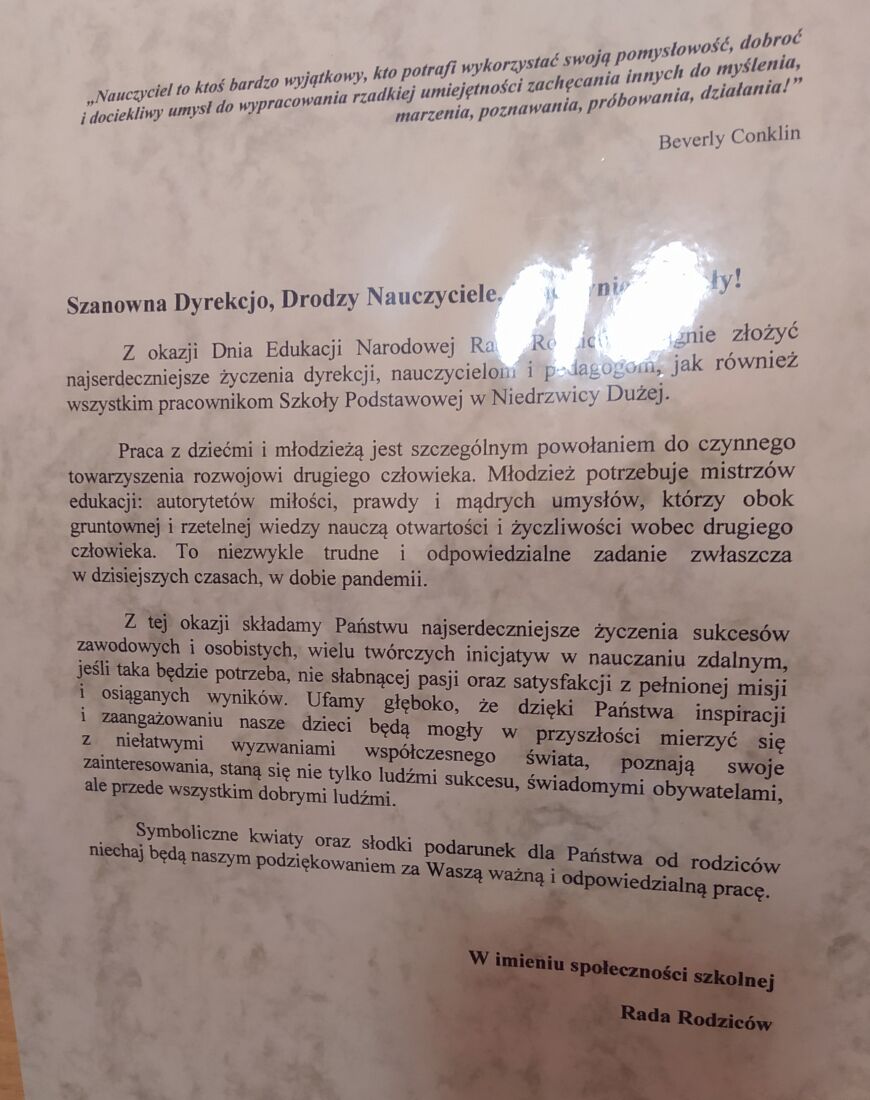 „Nauczyciel to ktoś bardzo wyjątkowy, kto potrafi wykorzystać swoją pomysłowość, dobroć
i dociekliwy umysł do wypracowania rzadkiej umiejętności zachęcania innych do myślenia,
marzenia, poznawania, próbowania, działania!”
Beverly Conklin
Szanowna Dyrekcjo, Drodzy Nauczyciele,
Z okazji Dnia Edukacji Narodowej złożyć
najserdeczniejsze życzenia dyrekcji, nauczycielom i pedagogom, jak również
wszystkim pracownikom Szkoły Podstawowej w Niedrzwicy Dużej.
Praca z dziećmi i młodzieżą jest szczególnym powołaniem do czynnego
towarzyszenia rozwojowi drugiego człowieka. Młodzież potrzebuje mistrzów
edukacji: autorytetów miłości, prawdy i mądrych umysłów, którzy obok
gruntownej i rzetelnej wiedzy nauczą otwartości i życzliwości wobec drugiego
człowieka. To niezwykle trudne i odpowiedzialne zadanie zwłaszcza
w dzisiejszych czasach, w dobie pandemii.
Z tej okazji składamy Państwu najserdeczniejsze życzenia sukcesów
zawodowych i osobistych, wielu twórczych inicjatyw w nauczaniu zdalnym,
jeśli taka będzie potrzeba, nie słabnącej pasji oraz satysfakcji z pełnionej misji
i osiąganych wyników. Ufamy głęboko, że dzięki Państwa inspiracji
i zaangażowaniu nasze dzieci będą mogły w przyszłości mierzyć się
z niełatwymi wyzwaniami współczesnego świata, poznają swoje
zainteresowania, staną się nie tylko ludźmi sukcesu, świadomymi obywatelami,
ale przede wszystkim dobrymi ludźmi.
Symboliczne kwiaty oraz słodki podarunek dla Państwa od rodziców
niechaj będą naszym podziękowaniem za Waszą ważną i odpowiedzialną pracę.
W imieniu społeczności szkolnej
Rada Rodziców